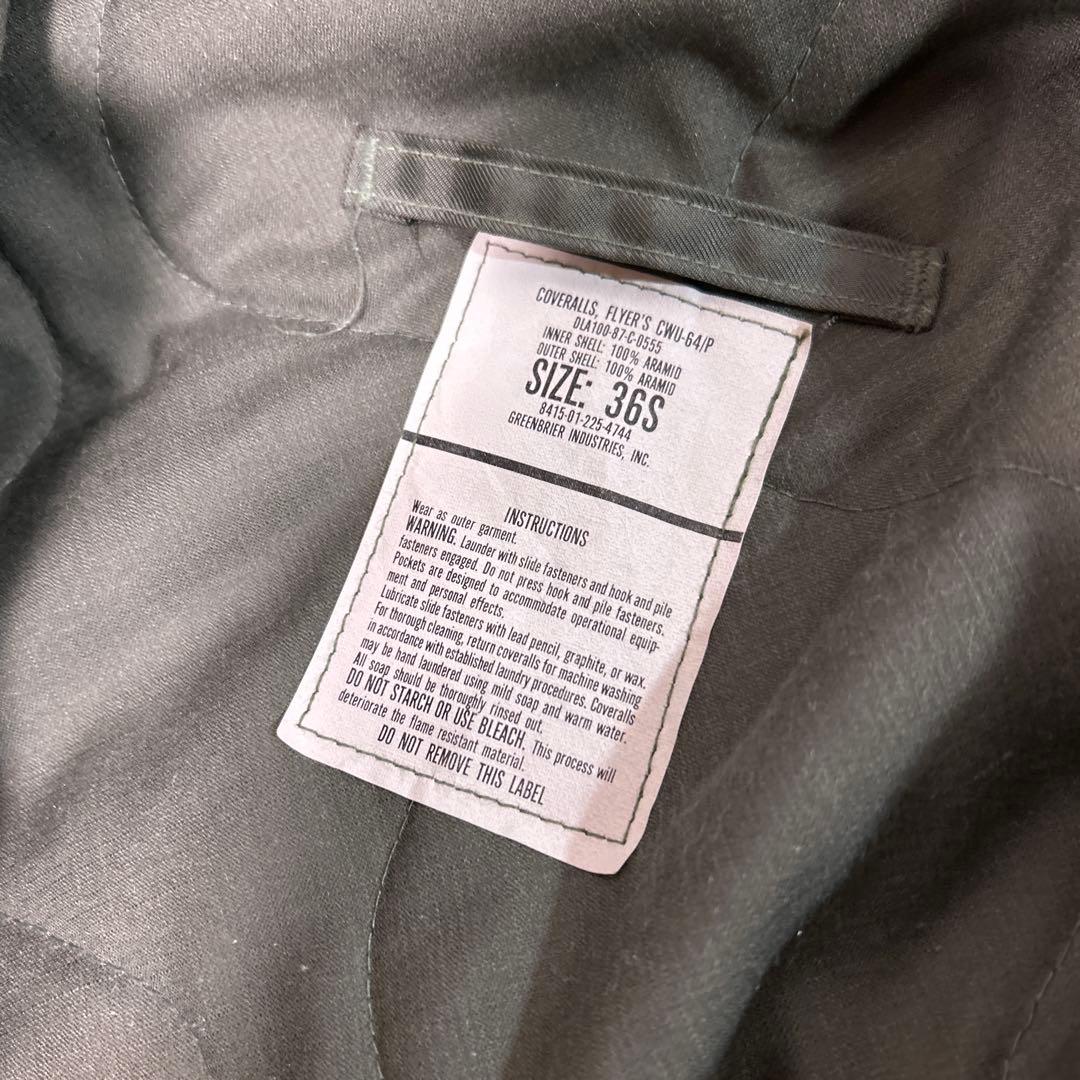 COVERALLS, FLYER'S CWU-64/P
DLA100-87-C-0555
INNER SHELL: 100% ARAMID
OUTER SHELL: 100% ARAMID
SIZE: 36S
8415-01-225-4744
GREENBRIER INDUSTRIES, INC.
INSTRUCTIONS
Wear as outer garment.
WARNING. Launder with slide fasteners and hook and pile
fasteners engaged. Do not press hook and pile fasteners.
Pockets are designed to accommodate operational equip-
ment and personal effects.
Lubricate slide fasteners with lead pencil, graphite, or wax.
For thorough cleaning, return coveralls for machine washing
in accordance with established laundry procedures. Coveralls
may be hand laundered using mild soap and warm water.
All soap should be thoroughly rinsed out.
DO NOT STARCH OR USE BLEACH. This process will
deteriorate the flame resistant material.
DO NOT REMOVE THIS LABEL